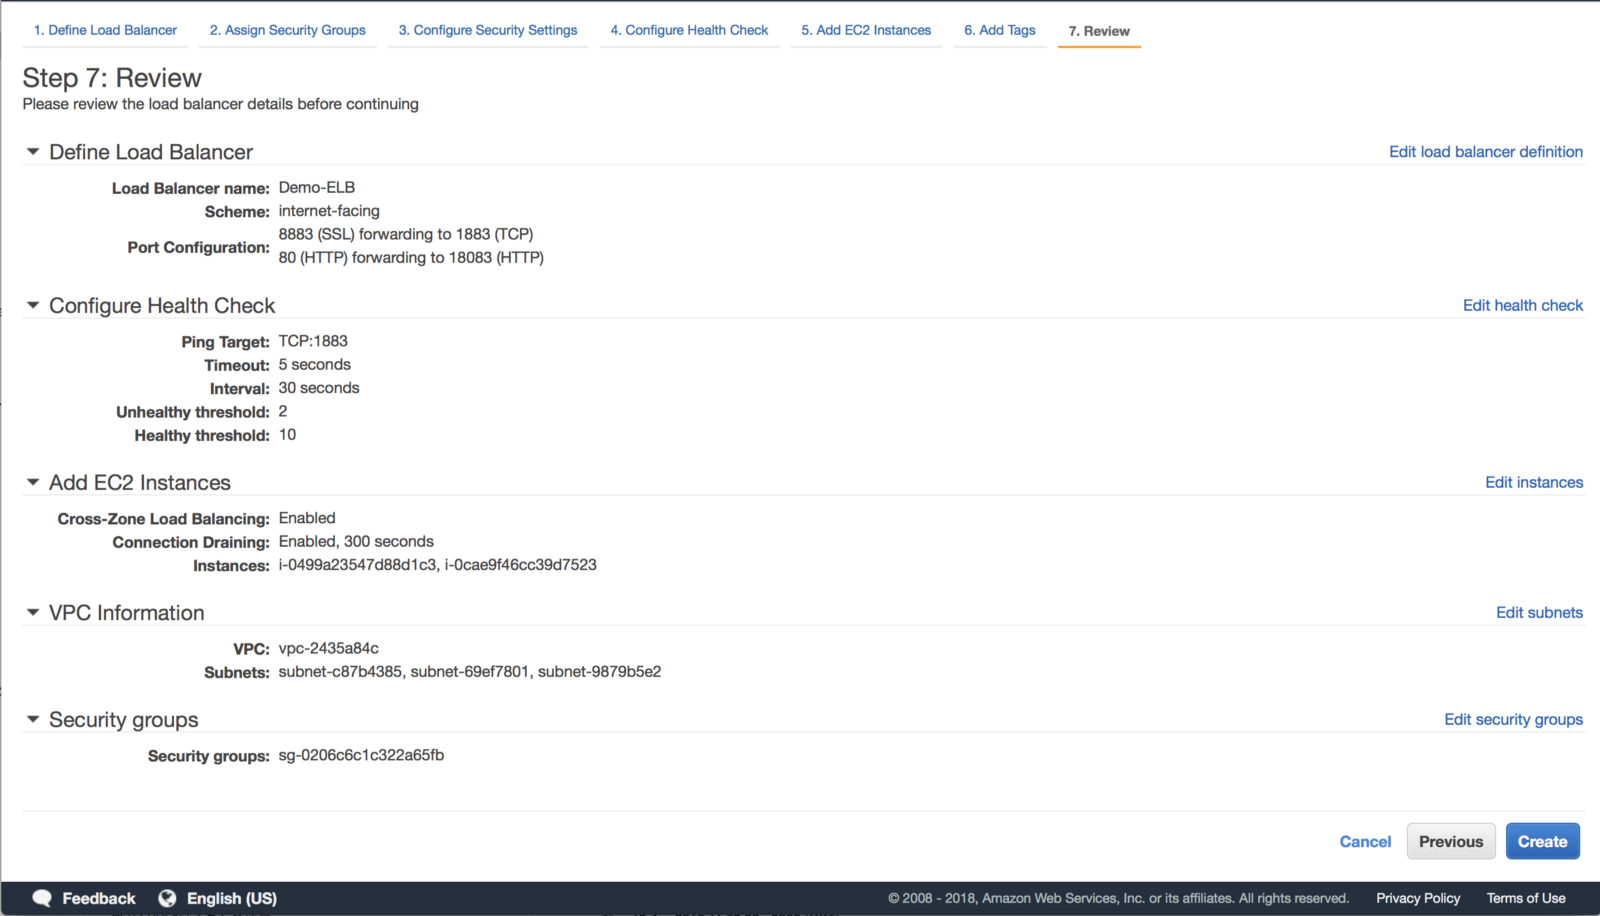 1. Define Load Balancer 2. Assign Security Groups 3. Configure Security Settings 4. Configure Health Check 5. Add EC2 Instances 6. Add Tags 7. Review
Step 7: Review
Please review the load balancer details before continuing
Define Load Balancer Edit load balancer definition
Load Balancer name: Demo-ELB
Scheme: internet-facing
Port Configuration: 8883 (SSL) forwarding to 1883 (TCP)
80 (HTTP) forwarding to 18083 (HTTP)
Configure Health Check Edit health check
Ping Target: TCP:1883
Timeout: 5 seconds
Interval: 30 seconds
Unhealthy threshold: 2
Healthy threshold: 10
Add EC2 Instances Edit instances
Cross-Zone Load Balancing: Enabled
Connection Draining: Enabled, 300 seconds
Instances: i-0499a23547d88d1c3, i-0cae9f46cc39d7523
VPC Information Edit subnets
VPC: vpc-2435a84c
Subnets: subnet-c87b4385, subnet-69ef7801, subnet-9879b5e2
Security groups Edit security groups
Security groups: sg-0206c6c1c322a65fb
Cancel Previous Create
Feedback English (US) © 2008 - 2018, Amazon Web Services, Inc. or its affiliates. All rights reserved. Privacy Policy Terms of Use